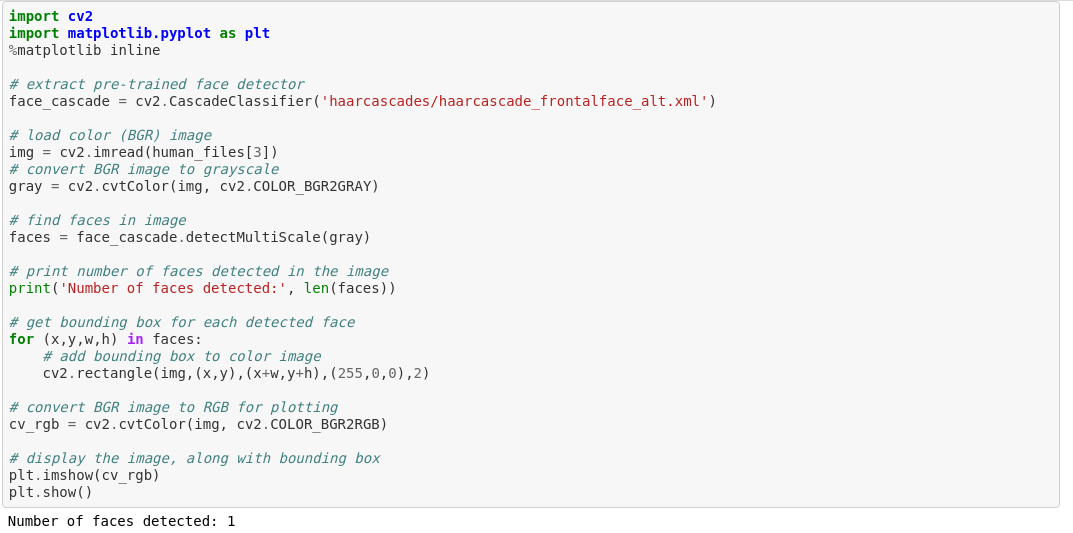 import cv2
import matplotlib.pyplot as plt
%matplotlib inline

# extract pre-trained face detector
face_cascade = cv2.CascadeClassifier('haarcascades/haarcascade_frontalface_alt.xml')

# load color (BGR) image
img = cv2.imread(human_files[3])
# convert BGR image to grayscale
gray = cv2.cvtColor(img, cv2.COLOR_BGR2GRAY)

# find faces in image
faces = face_cascade.detectMultiScale(gray)

# print number of faces detected in the image
print('Number of faces detected:', len(faces))

# get bounding box for each detected face
for (x,y,w,h) in faces:
    # add bounding box to color image
    cv2.rectangle(img,(x,y),(x+w,y+h),(255,0,0),2)

# convert BGR image to RGB for plotting
cv_rgb = cv2.cvtColor(img, cv2.COLOR_BGR2RGB)

# display the image, along with bounding box
plt.imshow(cv_rgb)
plt.show()
Number of faces detected: 1